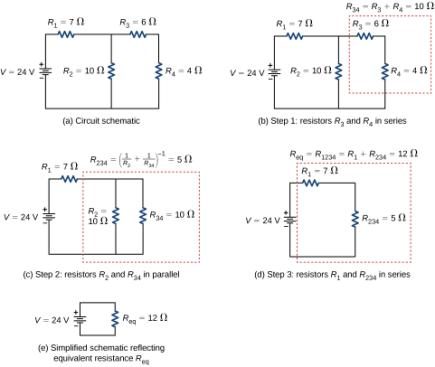 R₃₄ = R₃ + R₄ = 10 Ω
R₁ = 7 Ω
R₃ = 6 Ω
V = 24 V
+
−
R₂ = 10 Ω
R₄ = 4 Ω
(a) Circuit schematic
R₁ = 7 Ω
R₃ = 6 Ω
V = 24 V
+
−
R₂ = 10 Ω
R₄ = 4 Ω
(b) Step 1: resistors R₃ and R₄ in series
R₂₃₄ = (1/R₂ + 1/R₃₄)⁻¹ = 5 Ω
R₁ = 7 Ω
V = 24 V
+
−
R₂ =
10 Ω
R₃₄ = 10 Ω
(c) Step 2: resistors R₂ and R₃₄ in parallel
Req = R₁₂₃₄ = R₁ + R₂₃₄ = 12 Ω
R₁ = 7 Ω
V = 24 V
+
−
R₂₃₄ = 5 Ω
(d) Step 3: resistors R₁ and R₂₃₄ in series
V = 24 V
+
−
Req = 12 Ω
(e) Simplified schematic reflecting
equivalent resistance Req